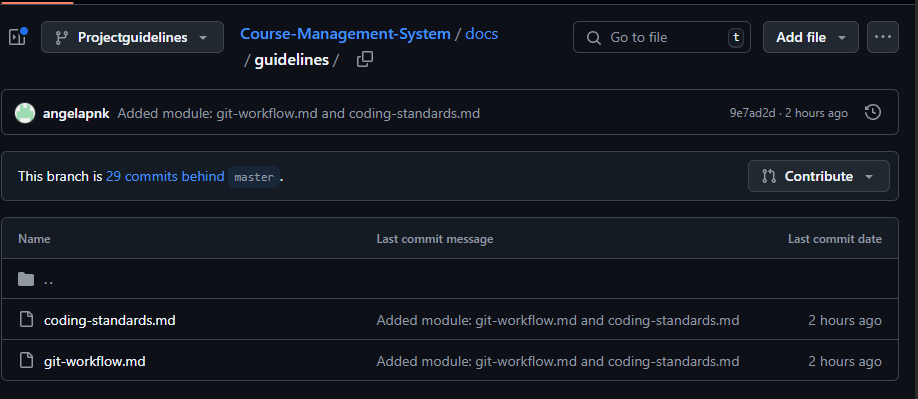 Projectguidelines
Course-Management-System / docs
/ guidelines /
Go to file
t
Add file
angelapnk Added module: git-workflow.md and coding-standards.md
9e7ad2d · 2 hours ago
This branch is 29 commits behind master .
Contribute
Name Last commit message Last commit date
..
coding-standards.md Added module: git-workflow.md and coding-standards.md 2 hours ago
git-workflow.md Added module: git-workflow.md and coding-standards.md 2 hours ago